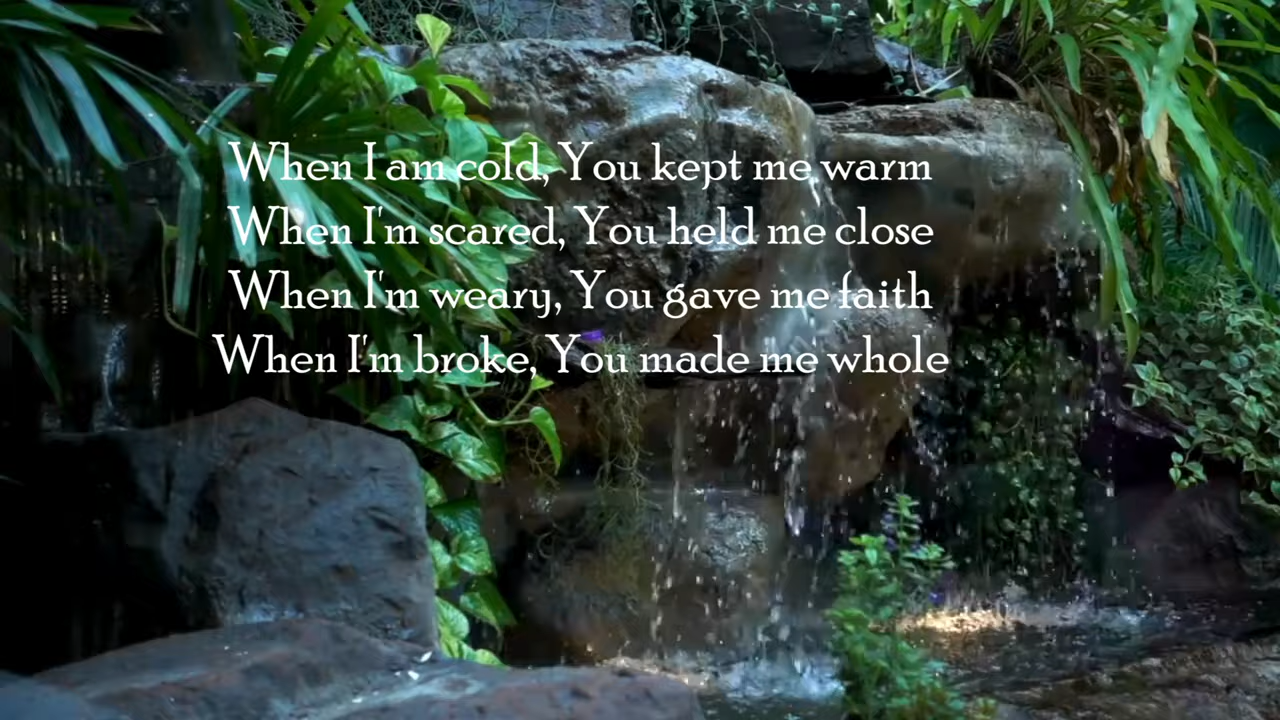 When I am cold, You kept me warm
When I'm scared, You held me close
When I'm weary, You gave me faith
When I'm broke, You made me whole